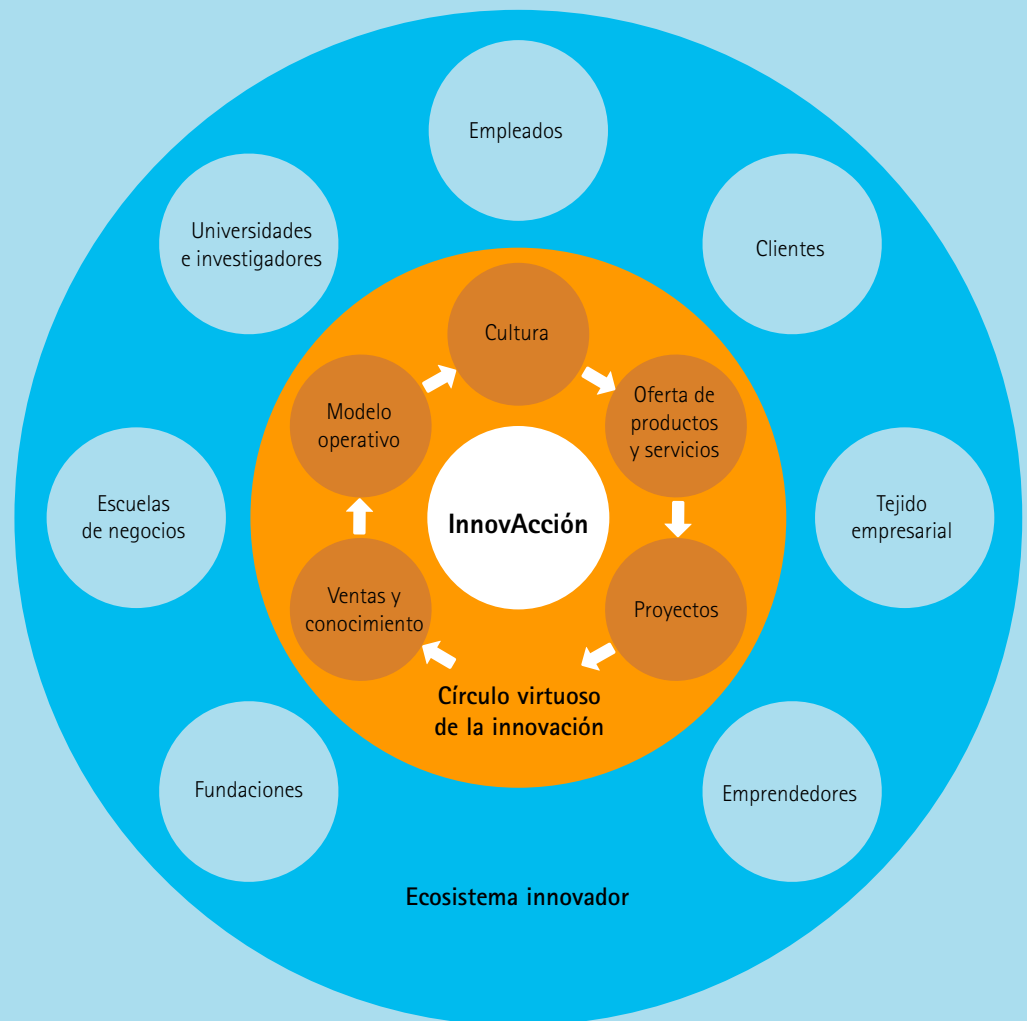 Empleados
Universidades
e investigadores
Clientes
Cultura
Modelo
operativo
Oferta de
productos
y servicios
Escuelas
de negocios
InnovAcción
Tejido
empresarial
Ventas y
conocimiento
Proyectos
Círculo virtuoso
de la innovación
Fundaciones
Emprendedores
Ecosistema innovador